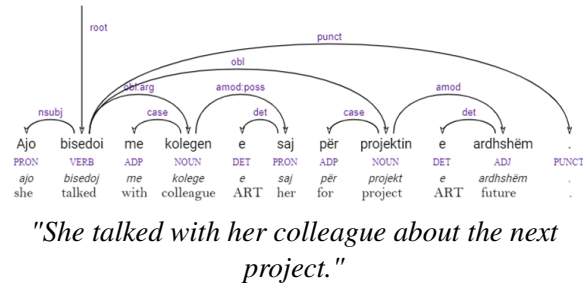 root
punct
obl
obl:arg amod:poss amod
nsubj case det case det
Ajo bisedoi me kolegen e saj për projektin e ardhshëm .
PRON VERB ADP NOUN DET PRON ADP NOUN DET ADJ PUNCT
ajo bisedoj me kolege e saj për projekt e ardhshëm .
she talked with colleague ART her for project ART future .
"She talked with her colleague about the next
project."